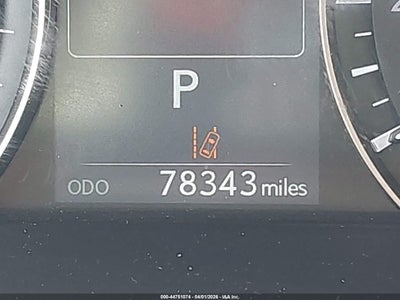 P
ODO 78343 miles
000-44751074 - 04/01/2026 - IAA Inc.